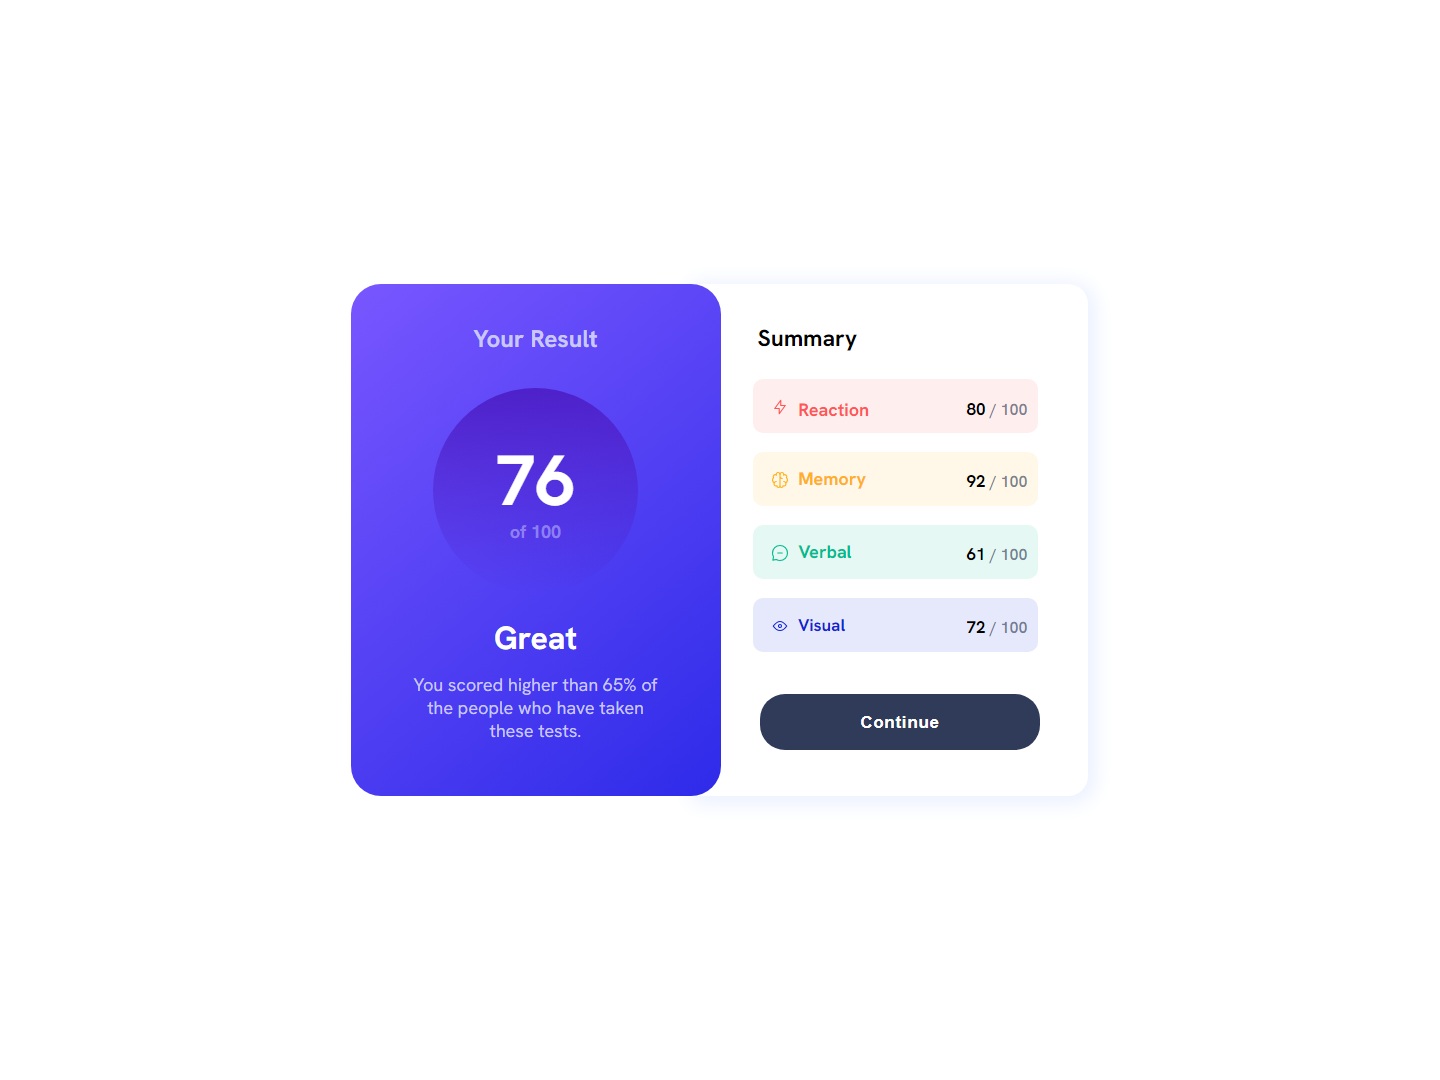 Your Result
76
of 100
Great
You scored higher than 65% of
the people who have taken
these tests.
Summary
Reaction 80 / 100
Memory 92 / 100
Verbal 61 / 100
Visual 72 / 100
Continue